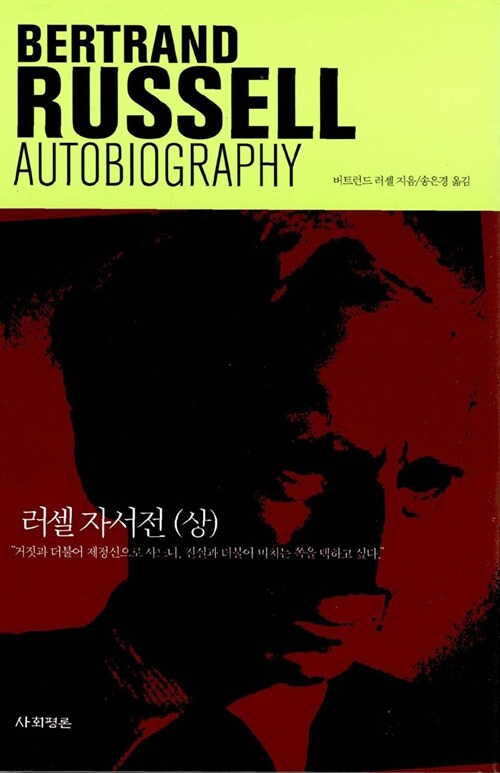 BERTRAND
RUSSELL
AUTOBIOGRAPHY
버트런드 러셀 지음/송은경 옮김
러셀 자서전 (상)
"거짓과 더불어 제정신으로 사느니, 진실과 더불어 미치는 쪽을 택하고 싶다."
사회평론